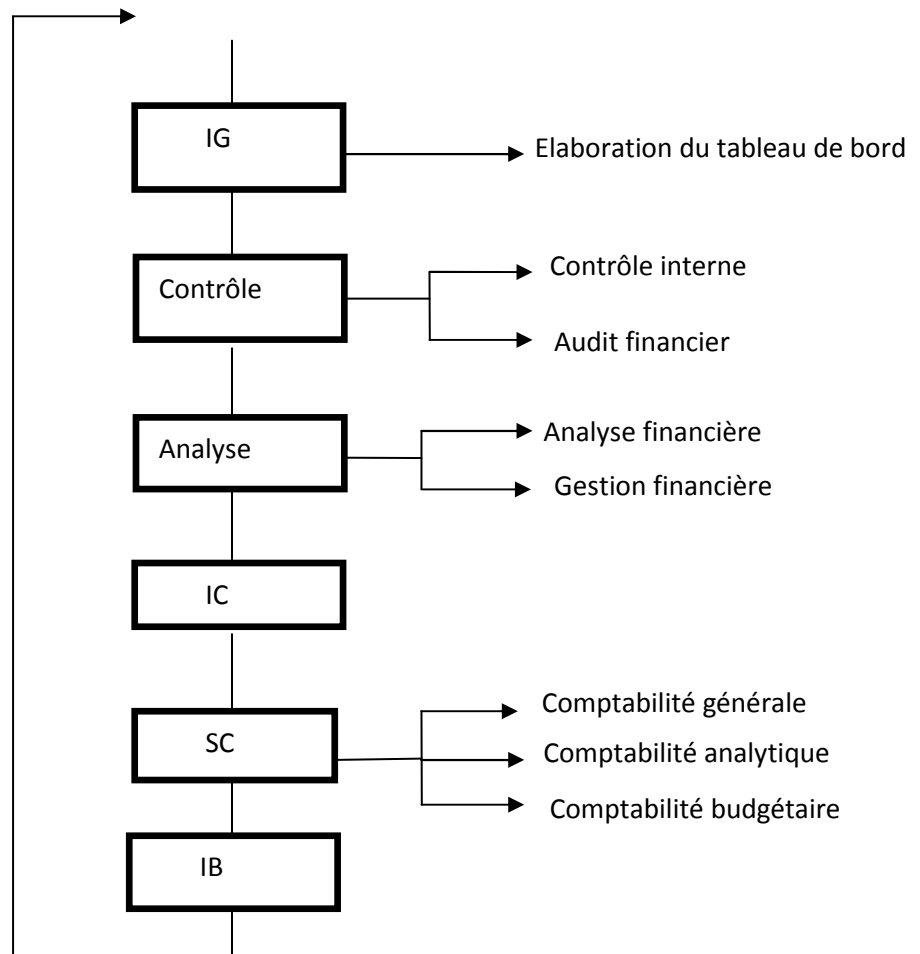 IG
Elaboration du tableau de bord
Contrôle
Contrôle interne
Audit financier
Analyse
Analyse financière
Gestion financière
IC
SC
Comptabilité générale
Comptabilité analytique
Comptabilité budgétaire
IB